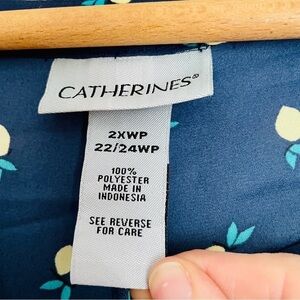 CATHERINES®
2XWP
22/24WP
100%
POLYESTER
MADE IN
INDONESIA
SEE REVERSE
FOR CARE